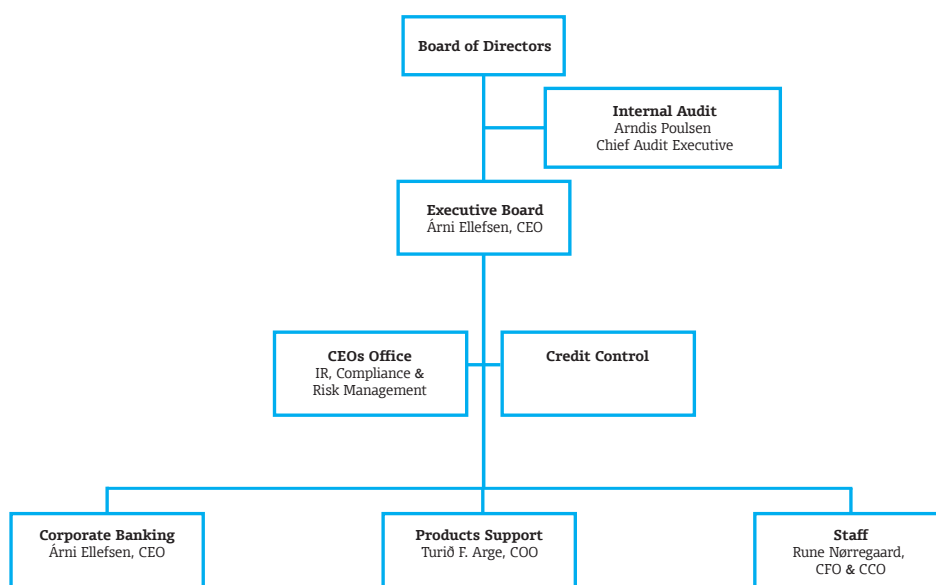 Board of Directors
Internal Audit
Arndis Poulsen
Chief Audit Executive
Executive Board
Árni Ellefsen, CEO
CEOs Office
IR, Compliance &
Risk Management
Credit Control
Corporate Banking
Árni Ellefsen, CEO
Products Support
Turið F. Arge, COO
Staff
Rune Nørregaard,
CFO & CCO